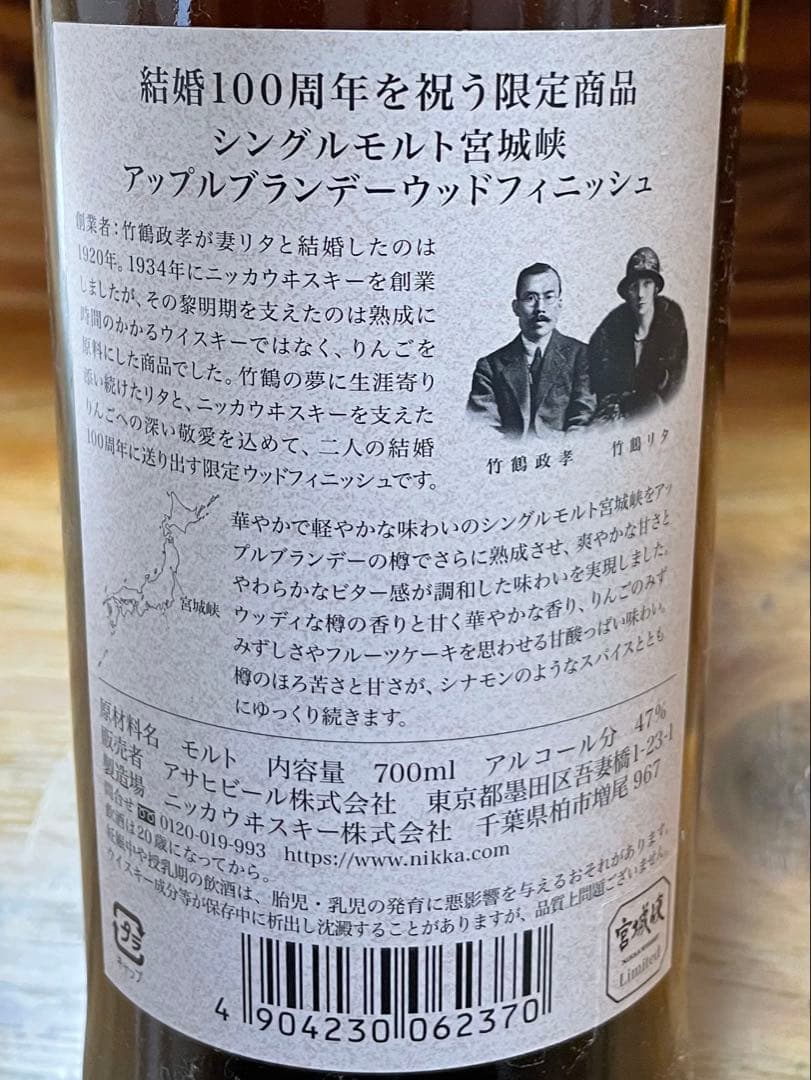 結婚100周年を祝う限定商品
シングルモルト宮城峡
アップルブランデーウッドフィニッシュ
創業者:竹鶴政孝が妻リタと結婚したのは
1920年。1934年にニッカウヰスキーを創業
しましたが、その黎明期を支えたのは熟成に
時間のかかるウイスキーではなく、りんごを
原料にした商品でした。竹鶴の夢に生涯寄り
添い続けたリタと、ニッカウヰスキーを支えた
りんごへの深い敬愛を込めて、二人の結婚
100周年に送り出す限定ウッドフィニッシュです。
竹鶴政孝
竹鶴リタ
宮城峡
華やかで軽やかな味わいのシングルモルト宮城峡をアッ
プルブランデーの樽でさらに熟成させ、爽やかな甘さと
やわらかなビター感が調和した味わいを実現しました。
ウッディな樽の香りと甘く華やかな香り、りんごのみず
みずしさやフルーツケーキを思わせる甘酸っぱい味わい。
樽のほろ苦さと甘さが、シナモンのようなスパイスととも
にゆっくり続きます。
原材料名 モルト 内容量 700ml アルコール分 47%
販売者 アサヒビール株式会社 東京都墨田区吾妻橋1-23-1
製造場 ニッカウヰスキー株式会社 千葉県柏市増尾 967
問合せ 0120-019-993 https://www.nikka.com
飲酒は20歳になってから。
妊娠中や授乳期の飲酒は、胎児・乳児の発育に悪影響を与えるおそれがあります。
ウイスキー成分等が保存中に析出し沈澱することがありますが、品質上問題ございません。
プラ
キャップ
宮城峡
Limited
4 904230 062370